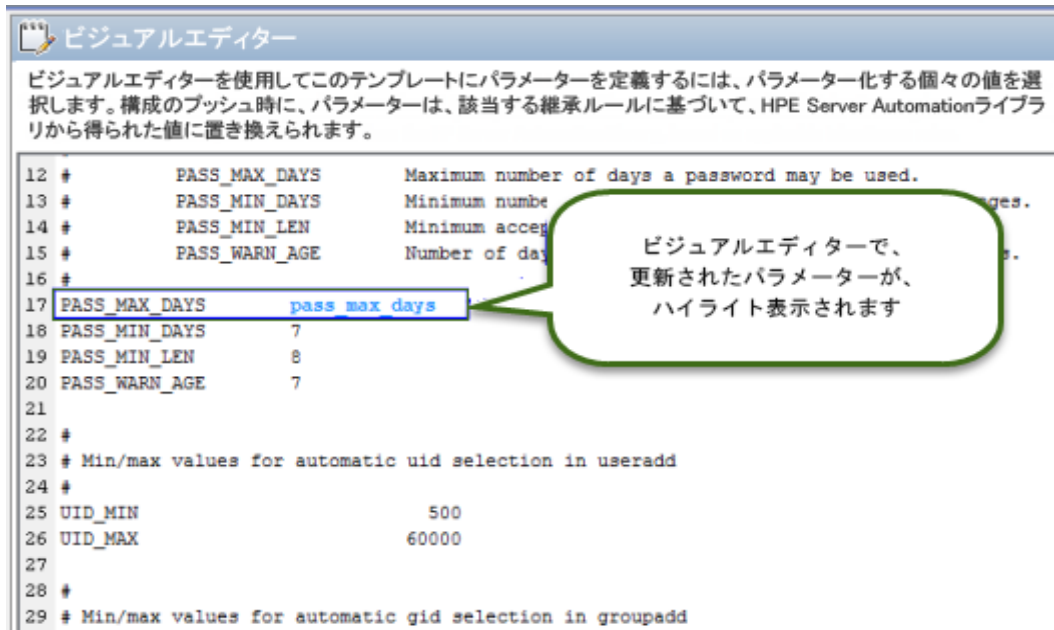 ビジュアルエディター
ビジュアルエディターを使用してこのテンプレートにパラメーターを定義するには、パラメーター化する個々の値を選
択します。構成のプッシュ時に、パラメーターは、該当する継承ルールに基づいて、HPE Server Automationライブラ
リから得られた値に置き換えられます。
12 # PASS_MAX_DAYS Maximum number of days a password may be used.
13 # PASS_MIN_DAYS Minimum
14 # PASS_MIN_LEN Minimum
15 # PASS_WARN_AGE Number of
16 #
17 PASS_MAX_DAYS pass_max_days
18 PASS_MIN_DAYS 7
19 PASS_MIN_LEN 8
20 PASS_WARN_AGE 7
21
22 #
23 # Min/max values for automatic uid selection in useradd
24 #
25 UID_MIN 500
26 UID_MAX 60000
27
28 #
29 # Min/max values for automatic gid selection in groupadd
ビジュアルエディターで、
更新されたパラメーターが、
ハイライト表示されます